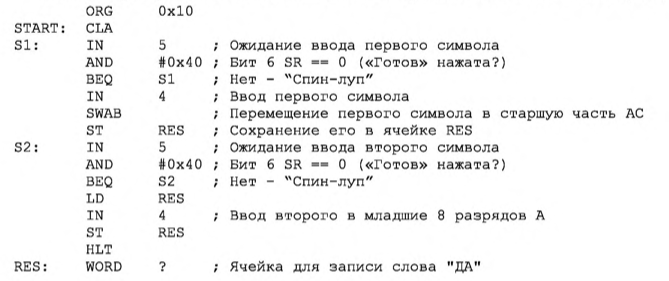 ORG 0x10
START: CLA
S1: IN 5 ; Ожидание ввода первого символа
AND #0x40 ; Бит 6 SR == 0 («Готов» нажата?)
BEQ S1 ; Нет - "Спин-луп"
IN 4 ; Ввод первого символа
SWAB ; Перемещение первого символа в старшую часть АС
ST RES ; Сохранение его в ячейке RES
S2: IN 5 ; Ожидание ввода второго символа
AND #0x40 ; Бит 6 SR == 0 («Готов» нажата?)
BEQ S2 ; Нет - "Спин-луп"
LD RES
IN 4 ; Ввод второго в младшие 8 разрядов А
ST RES
HLT
RES: WORD ? ; Ячейка для записи слова "ДА"